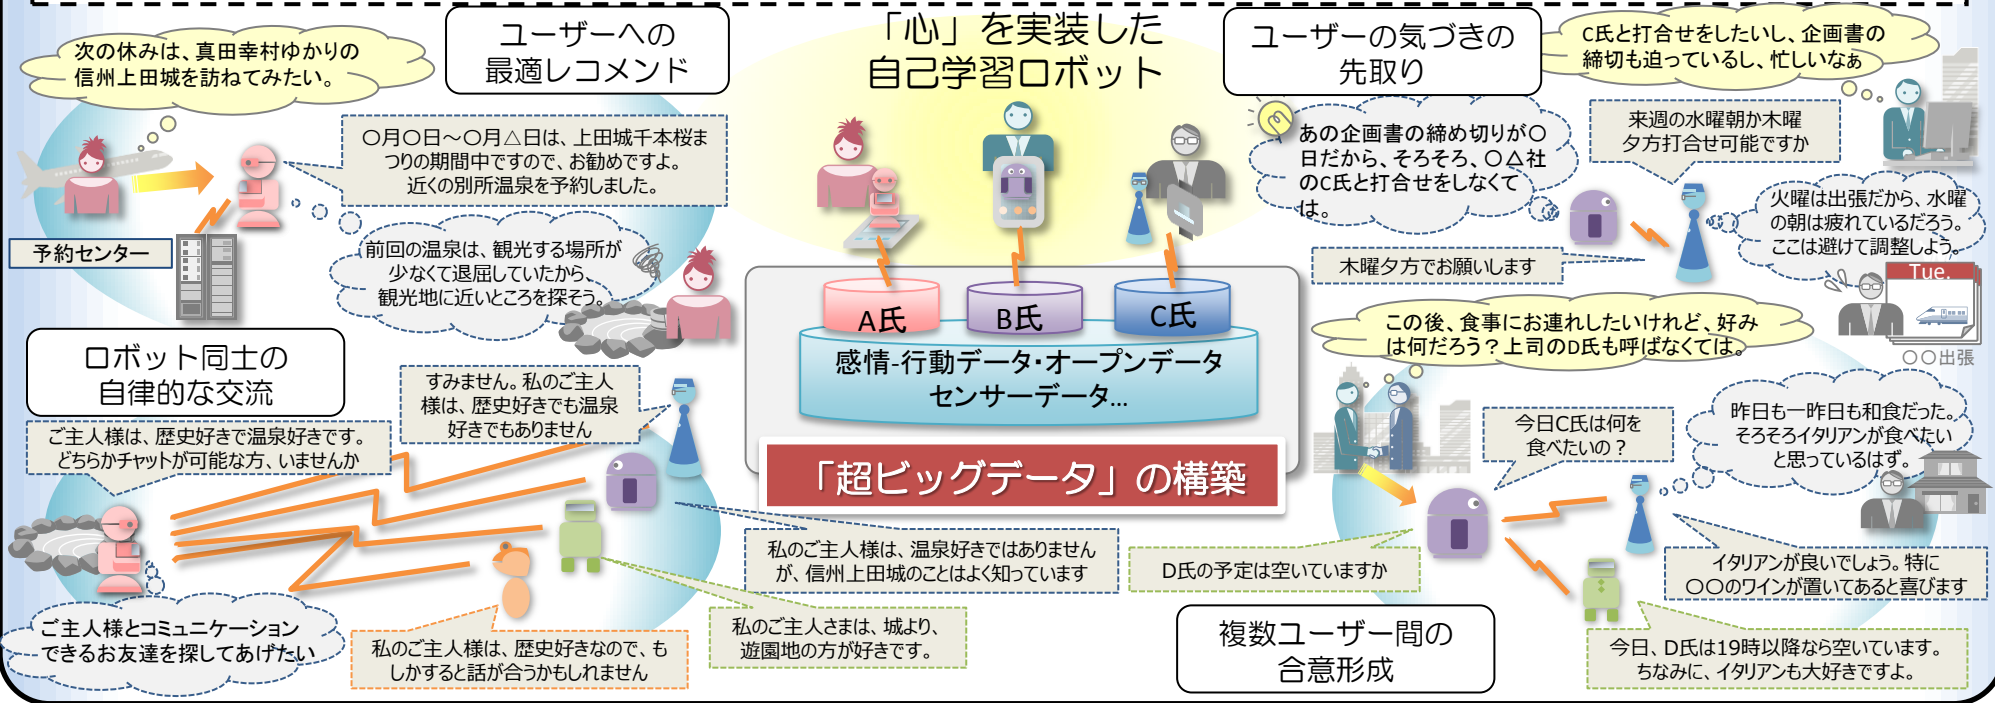 「心」を実装した
自己学習ロボット
ユーザーへの
最適レコメンド
次の休みは、真田幸村ゆかりの
信州上田城を訪ねてみたい。
〇月〇日～〇月△日は、上田城千本桜ま
つりの期間中ですので、お勧めですよ。
近くの別所温泉を予約しました。
予約センター
前回の温泉は、観光する場所が
少なくて退屈していたから、
観光地に近いところを探そう。
ユーザーの気づきの
先取り
C氏と打合せをしたいし、企画書の
締切も迫っているし、忙しいなぁ
あの企画書の締め切りが〇
日だから、そろそろ、〇△社
のC氏と打合せをしなくて
は。
来週の水曜朝か木曜
夕方打合せ可能ですか
火曜は出張だから、水曜
の朝は疲れているだろう。
ここは避けて調整しよう。
木曜夕方でお願いします
Tue.
〇〇出張
A氏
B氏
C氏
感情-行動データ・オープンデータ
センサーデータ…
「超ビッグデータ」の構築
ロボット同士の
自律的な交流
ご主人様は、歴史好きで温泉好きです。
どちらかチャットが可能な方、いませんか
すみません。私のご主人
様は、歴史好きでも温泉
好きでもありません
私のご主人様は、温泉好きではありません
が、信州上田城のことはよく知っています
私のご主人さまは、城より、
遊園地の方が好きです。
私のご主人様は、歴史好きなので、も
しかすると話が合うかもしれません
ご主人様とコミュニケーション
できるお友達を探してあげたい
複数ユーザー間の
合意形成
この後、食事にお連れしたいけれど、好み
は何だろう？上司のD氏も呼ばなくては。
今日C氏は何を
食べたいの？
昨日も一昨日も和食だった。
そろそろイタリアンが食べたい
と思っているはず。
D氏の予定は空いていますか
イタリアンが良いでしょう。特に
〇〇のワインが置いてあると喜びます
今日、D氏は19時以降なら空いています。
ちなみに、イタリアンも大好きですよ。